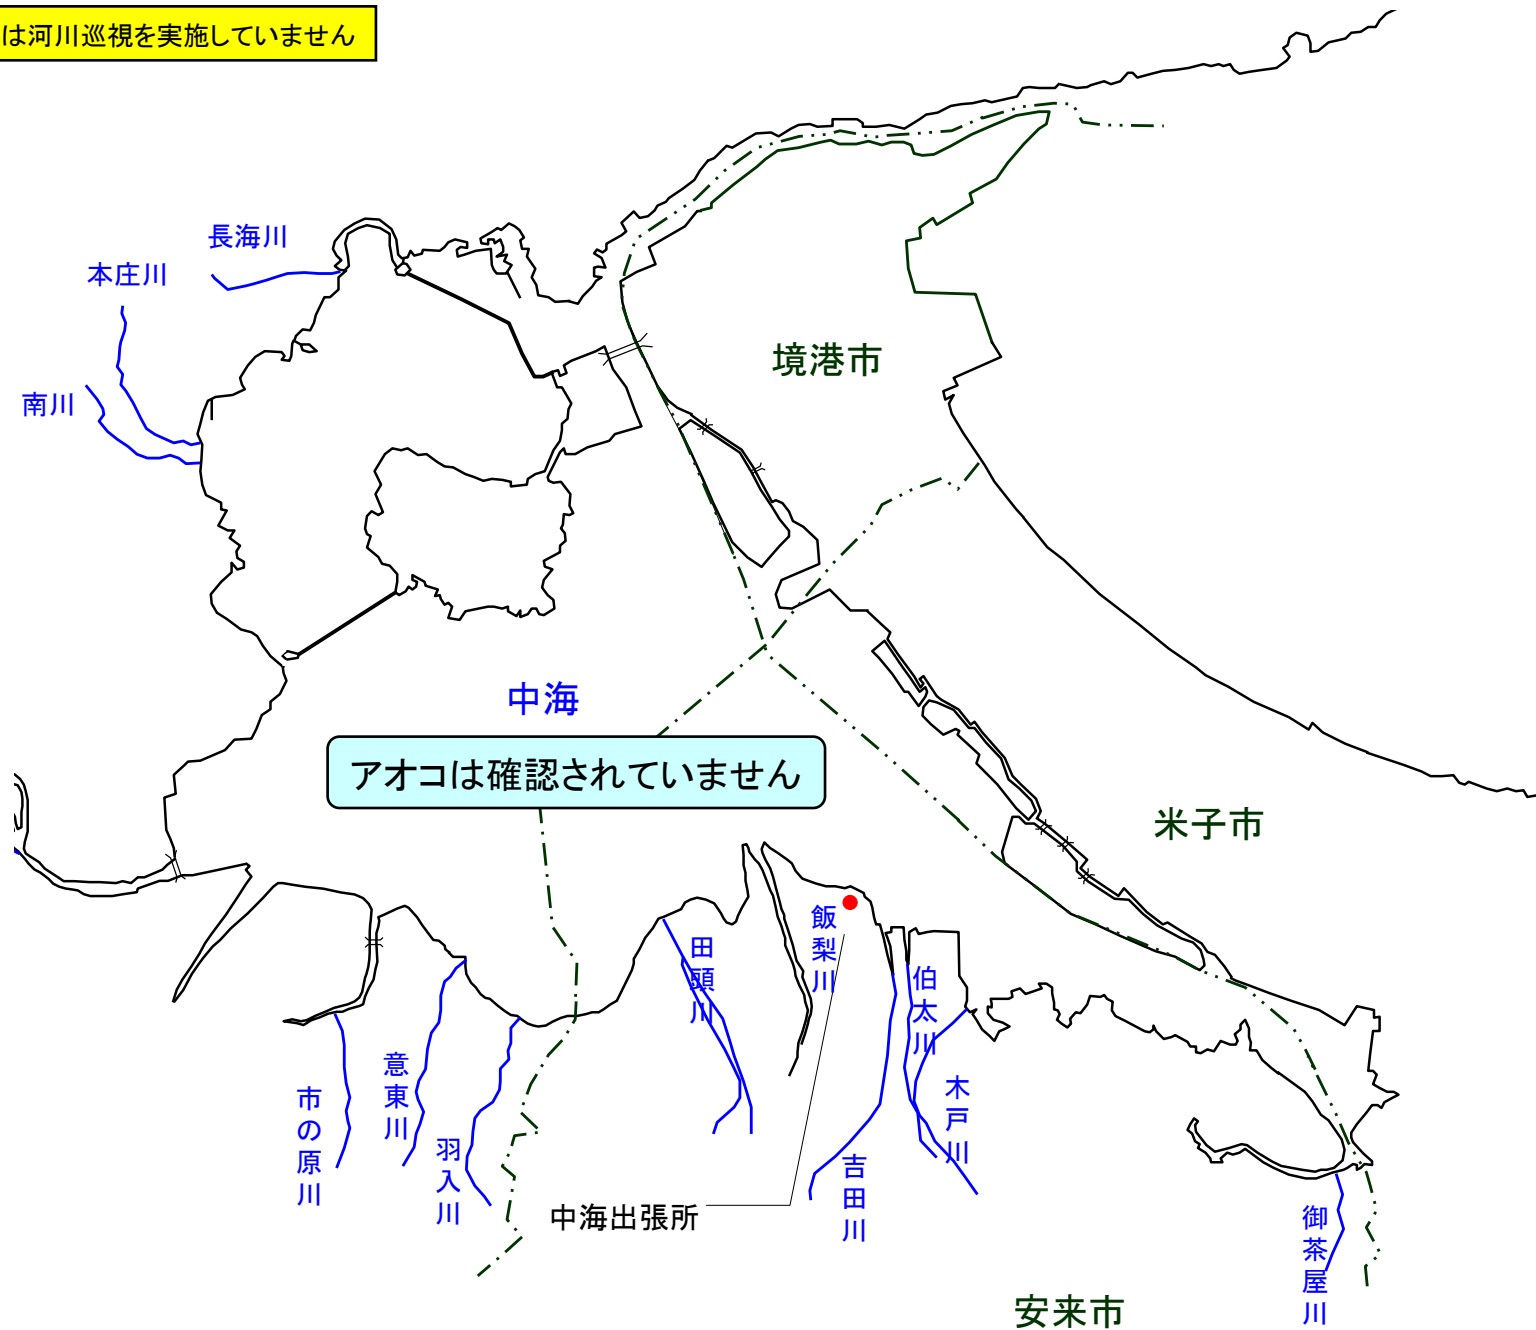 は河川巡視を実施していません
長海川
本庄川
境港市
南川
中海
アオコは確認されていません
米子市
飯梨川
田頭川
伯太川
意東川
木戸川
市の原川
羽入川
吉田川
中海出張所
御茶屋川
安来市